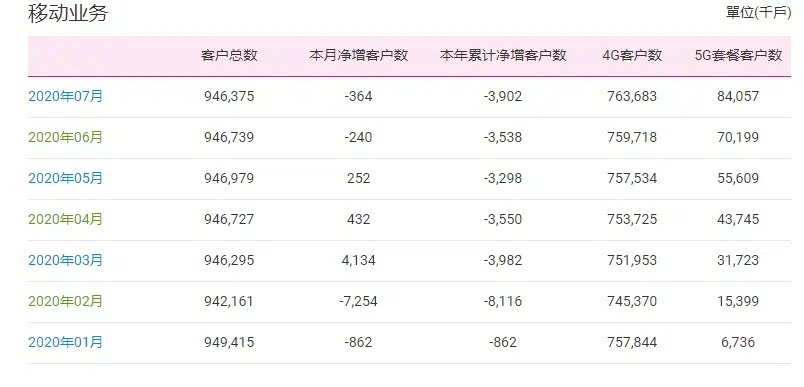 移动业务 單位(千戶)
客户总数 本月净增客户数 本年累计净增客户数 4G客户数 5G套餐客户数
2020年07月 946,375 -364 -3,902 763,683 84,057
2020年06月 946,739 -240 -3,538 759,718 70,199
2020年05月 946,979 252 -3,298 757,534 55,609
2020年04月 946,727 432 -3,550 753,725 43,745
2020年03月 946,295 4,134 -3,982 751,953 31,723
2020年02月 942,161 -7,254 -8,116 745,370 15,399
2020年01月 949,415 -862 -862 757,844 6,736